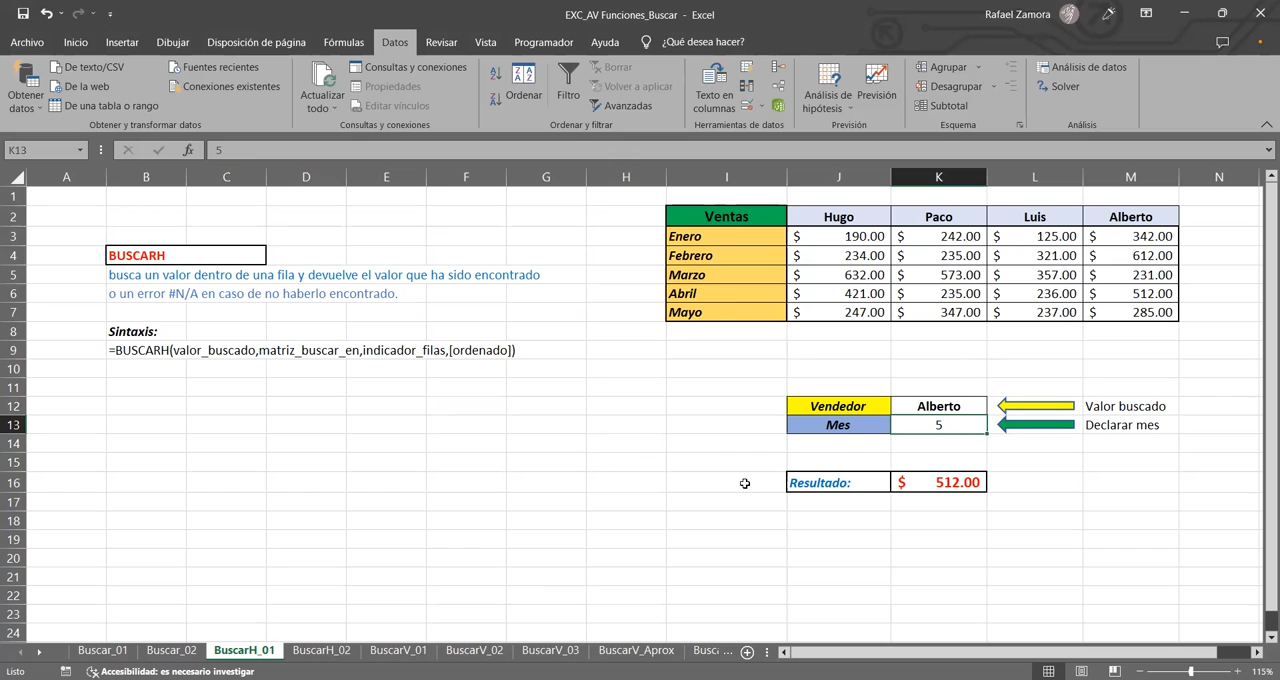 EXC_AV Funciones_Buscar - Excel
Rafael Zamora
Archivo Inicio Insertar Dibujar Disposición de página Fórmulas Datos Revisar Vista Programador Ayuda ¿Qué desea hacer?
Obtener datos
De texto/CSV
De la web
De una tabla o rango
Fuentes recientes
Conexiones existentes
Obtener y transformar datos
Actualizar todo
Consultas y conexiones
Propiedades
Editar vínculos
Consultas y conexiones
Ordenar
Filtro
Borrar
Volver a aplicar
Avanzadas
Ordenar y filtrar
Texto en columnas
Herramientas de datos
Análisis de hipótesis
Previsión
Previsión
Agrupar
Desagrupar
Subtotal
Esquema
Análisis de datos
Solver
Análisis
K13 fx 5
A B C D E F G H I J K L M N
1
2 Ventas Hugo Paco Luis Alberto
3 Enero $ 190.00 $ 242.00 $ 125.00 $ 342.00
4 BUSCARH Febrero $ 234.00 $ 235.00 $ 321.00 $ 612.00
5 busca un valor dentro de una fila y devuelve el valor que ha sido encontrado Marzo $ 632.00 $ 573.00 $ 357.00 $ 231.00
6 o un error #N/A en caso de no haberlo encontrado. Abril $ 421.00 $ 235.00 $ 236.00 $ 512.00
7 Mayo $ 247.00 $ 347.00 $ 237.00 $ 285.00
8 Sintaxis:
9 =BUSCARH(valor_buscado,matriz_buscar_en,indicador_filas,[ordenado])
10
11
12 Vendedor Alberto Valor buscado
13 Mes 5 Declarar mes
14
15
16 Resultado: $ 512.00
17
18
19
20
21
22
23
24
Buscar_01 Buscar_02 BuscarH_01 BuscarH_02 BuscarV_01 BuscarV_02 BuscarV_03 BuscarV_Aprox Busca ...
Listo Accesibilidad: es necesario investigar 115%